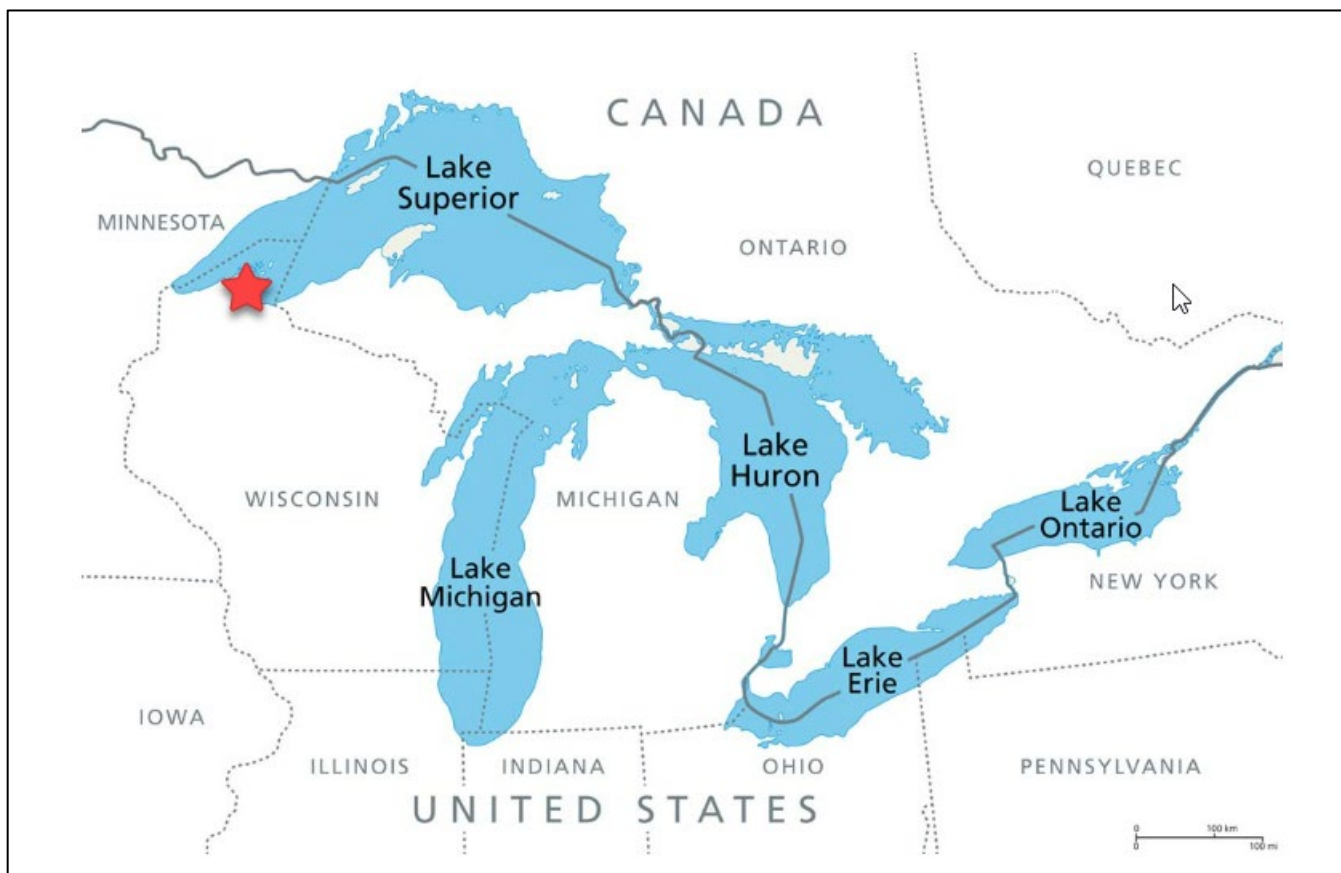 CANADA
Lake
Superior
QUEBEC
MINNESOTA
ONTARIO
Lake
Huron
WISCONSIN
MICHIGAN
Lake
Ontario
Lake
Michigan
NEW YORK
Lake
Erie
IOWA
ILLINOIS
INDIANA
OHIO
PENNSYLVANIA
UNITED STATES
0 100 km
0 100 mi